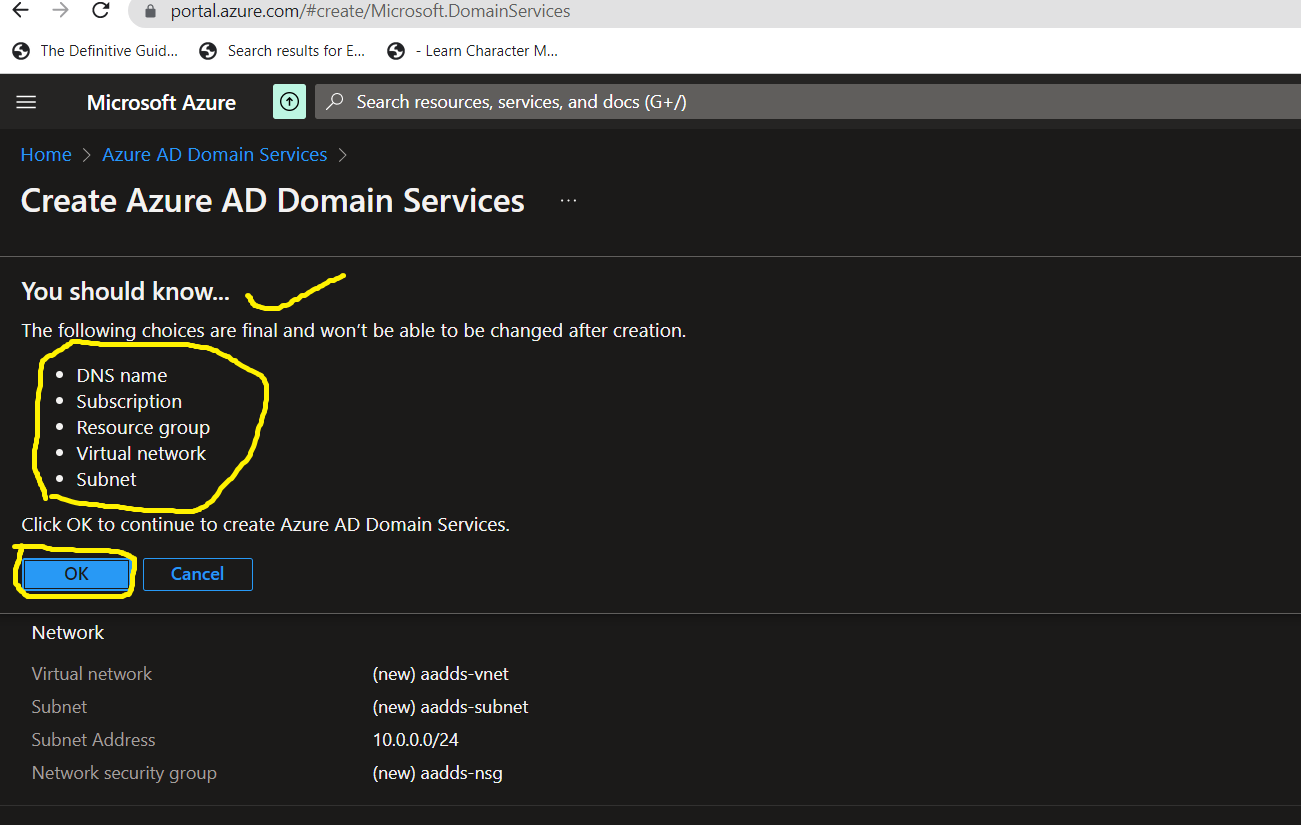 portal.azure.com/#create/Microsoft.DomainServices
The Definitive Guid... Search results for E... - Learn Character M...
Microsoft Azure Search resources, services, and docs (G+/)
Home > Azure AD Domain Services >
Create Azure AD Domain Services ...
You should know...
The following choices are final and won’t be able to be changed after creation.
• DNS name
• Subscription
• Resource group
• Virtual network
• Subnet
Click OK to continue to create Azure AD Domain Services.
OK Cancel
Network
Virtual network (new) aadds-vnet
Subnet (new) aadds-subnet
Subnet Address 10.0.0.0/24
Network security group (new) aadds-nsg